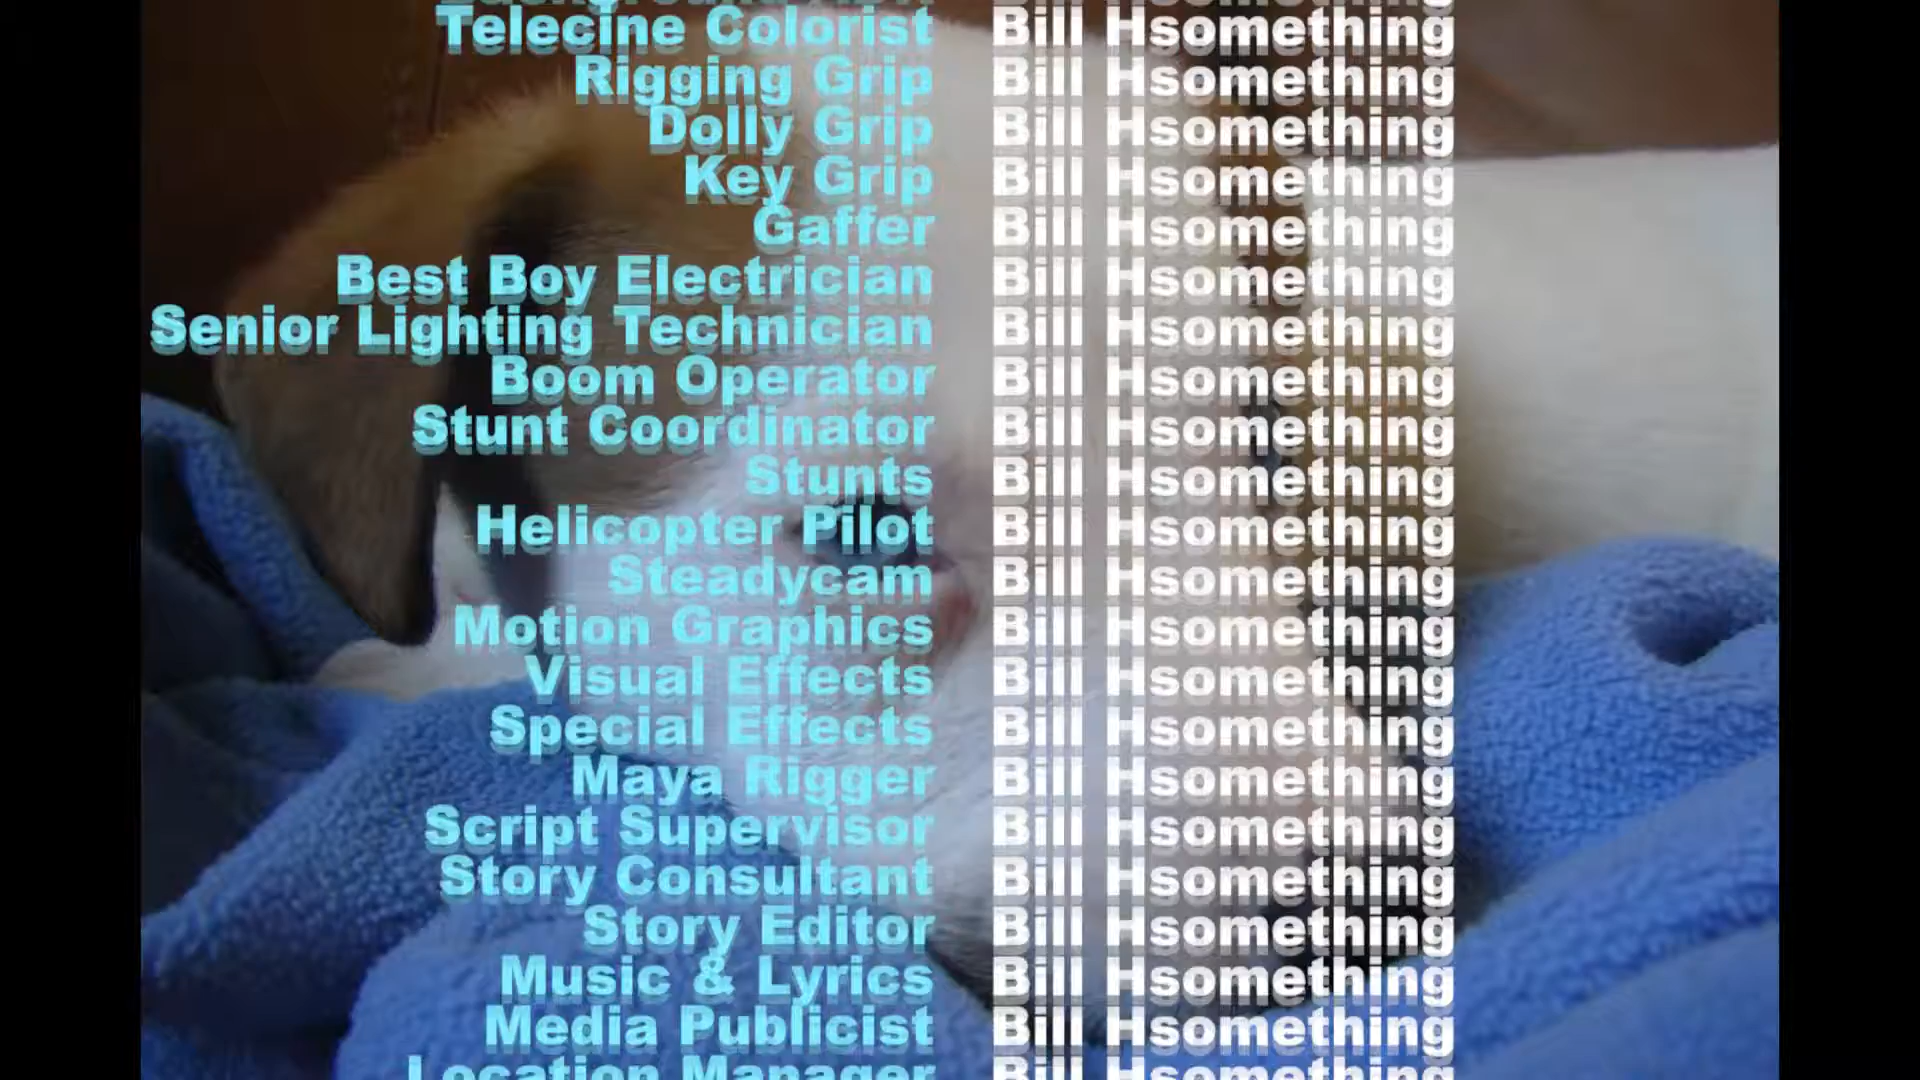 Telecine Colorist Bill Hsomething
Rigging Grip Bill Hsomething
Dolly Grip Bill Hsomething
Key Grip Bill Hsomething
Gaffer Bill Hsomething
Best Boy Electrician Bill Hsomething
Senior Lighting Technician Bill Hsomething
Boom Operator Bill Hsomething
Stunt Coordinator Bill Hsomething
Stunts Bill Hsomething
Helicopter Pilot Bill Hsomething
Steadycam Bill Hsomething
Motion Graphics Bill Hsomething
Visual Effects Bill Hsomething
Special Effects Bill Hsomething
Maya Rigger Bill Hsomething
Script Supervisor Bill Hsomething
Story Consultant Bill Hsomething
Story Editor Bill Hsomething
Music & Lyrics Bill Hsomething
Media Publicist Bill Hsomething
Location Manager Bill Hsomething